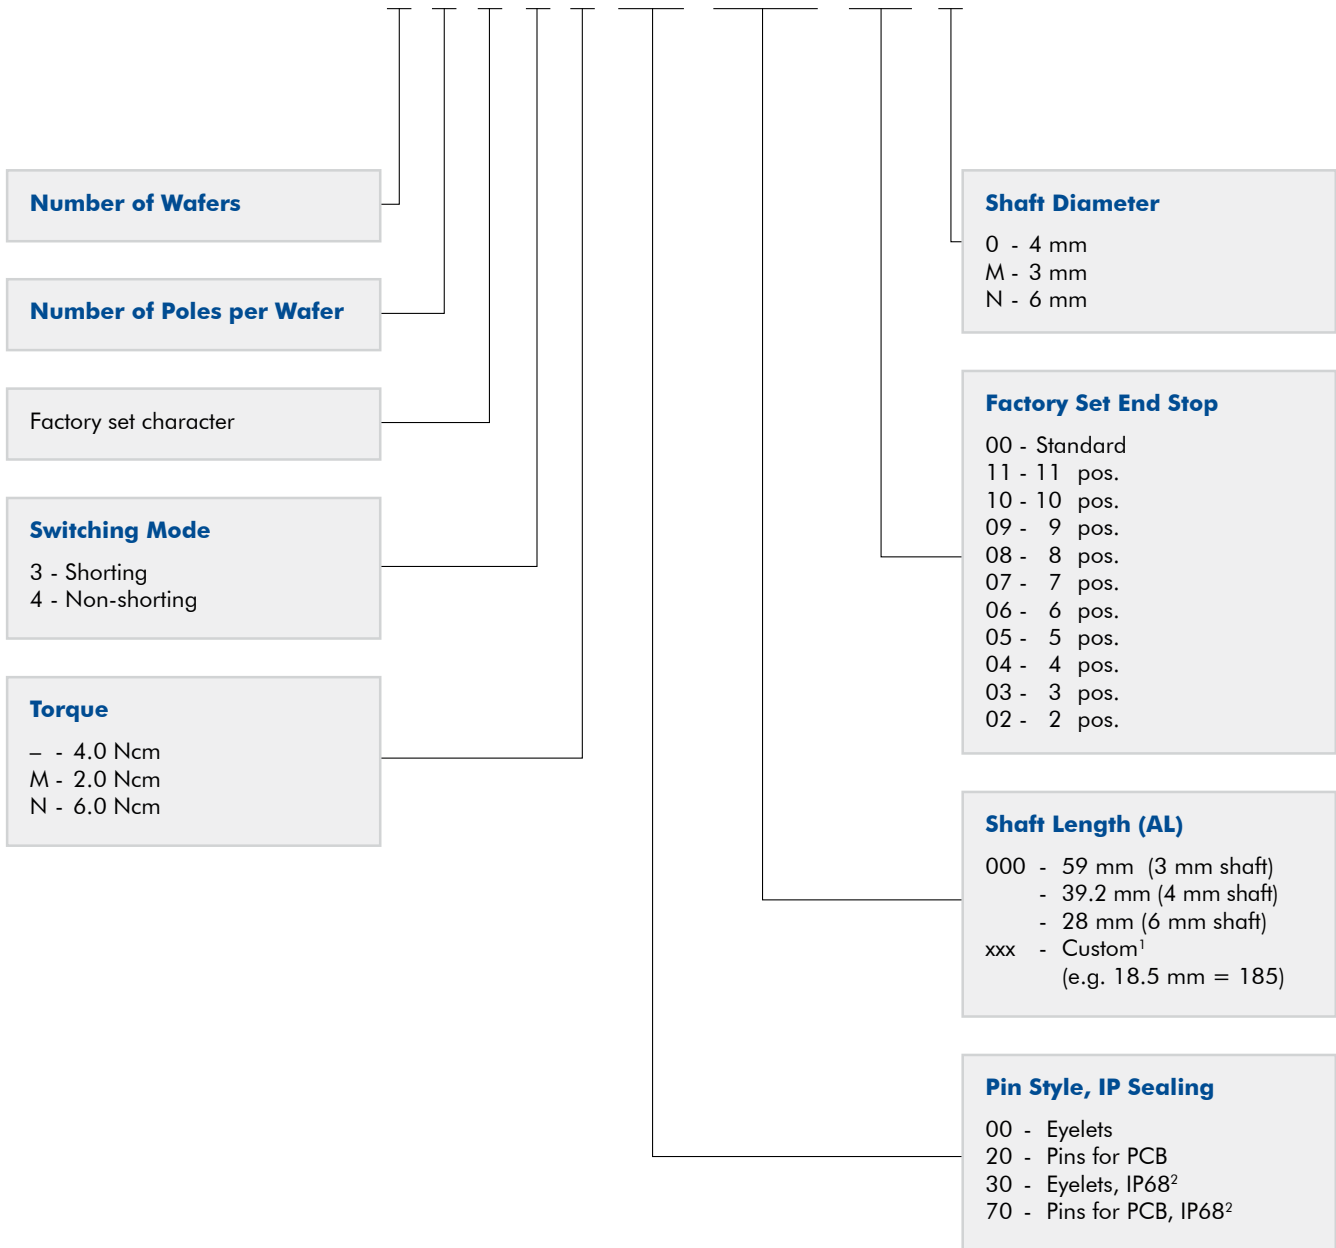 Number of Wafers
Number of Poles per Wafer
Factory set character
Switching Mode
3 - Shorting
4 - Non-shorting
Torque
– - 4.0 Ncm
M - 2.0 Ncm
N - 6.0 Ncm
Shaft Diameter
0 - 4 mm
M - 3 mm
N - 6 mm
Factory Set End Stop
00 - Standard
11 - 11 pos.
10 - 10 pos.
09 - 9 pos.
08 - 8 pos.
07 - 7 pos.
06 - 6 pos.
05 - 5 pos.
04 - 4 pos.
03 - 3 pos.
02 - 2 pos.
Shaft Length (AL)
000 - 59 mm (3 mm shaft)
- 39.2 mm (4 mm shaft)
- 28 mm (6 mm shaft)
xxx - Custom¹
(e.g. 18.5 mm = 185)
Pin Style, IP Sealing
00 - Eyelets
20 - Pins for PCB
30 - Eyelets, IP68²
70 - Pins for PCB, IP68²